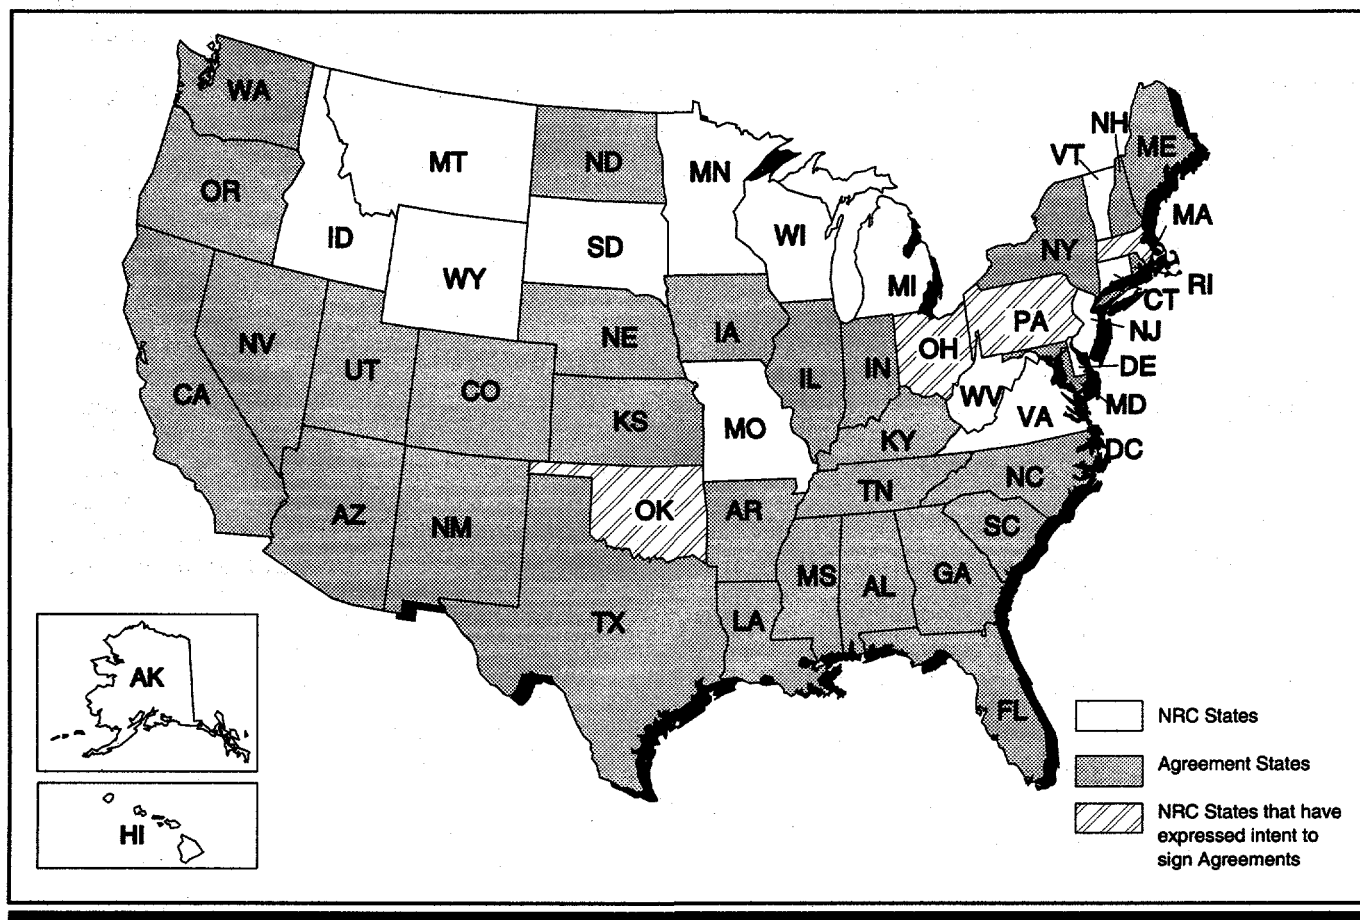 WA
MT
ND
MN
VT
NH
ME
OR
ID
SD
WI
MI
NY
MA
WY
RI
CT
NV
UT
NE
IA
PA
NJ
CA
CO
IL
IN
OH
DE
KS
MO
WV
VA
MD
KY
DC
AZ
NM
OK
AR
TN
NC
SC
MS
AL
GA
TX
LA
FL
AK
HI
NRC States
Agreement States
NRC States that have
expressed intent to
sign Agreements